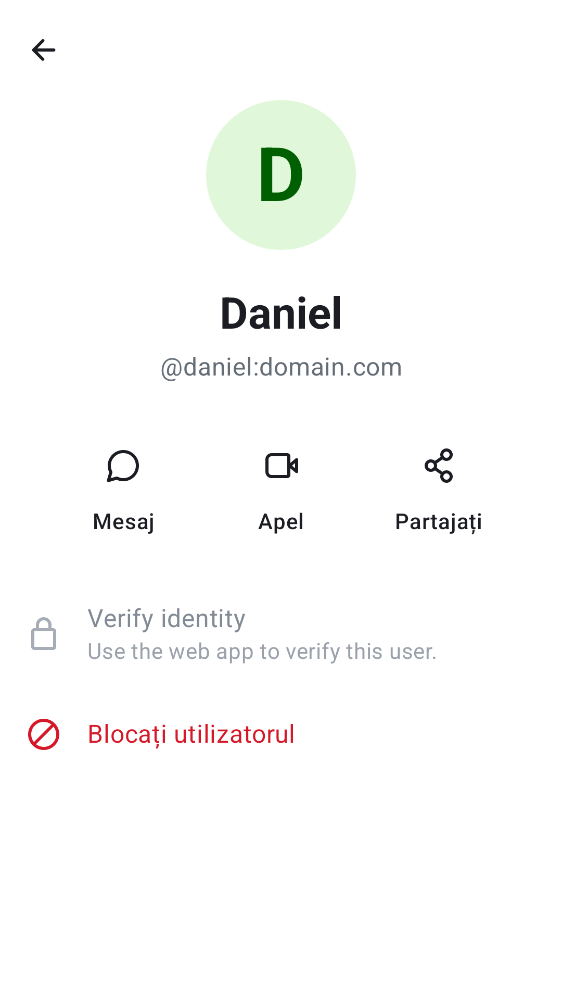 D
Daniel
@daniel:domain.com
Mesaj
Apel
Partajați
Verify identity
Use the web app to verify this user.
Blocați utilizatorul